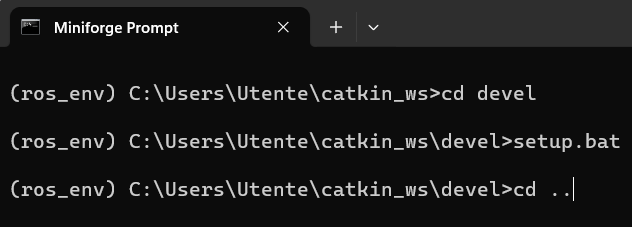 Miniforge Prompt
(ros_env) C:\Users\Utente\catkin_ws>cd devel
(ros_env) C:\Users\Utente\catkin_ws\devel>setup.bat
(ros_env) C:\Users\Utente\catkin_ws\devel>cd ..